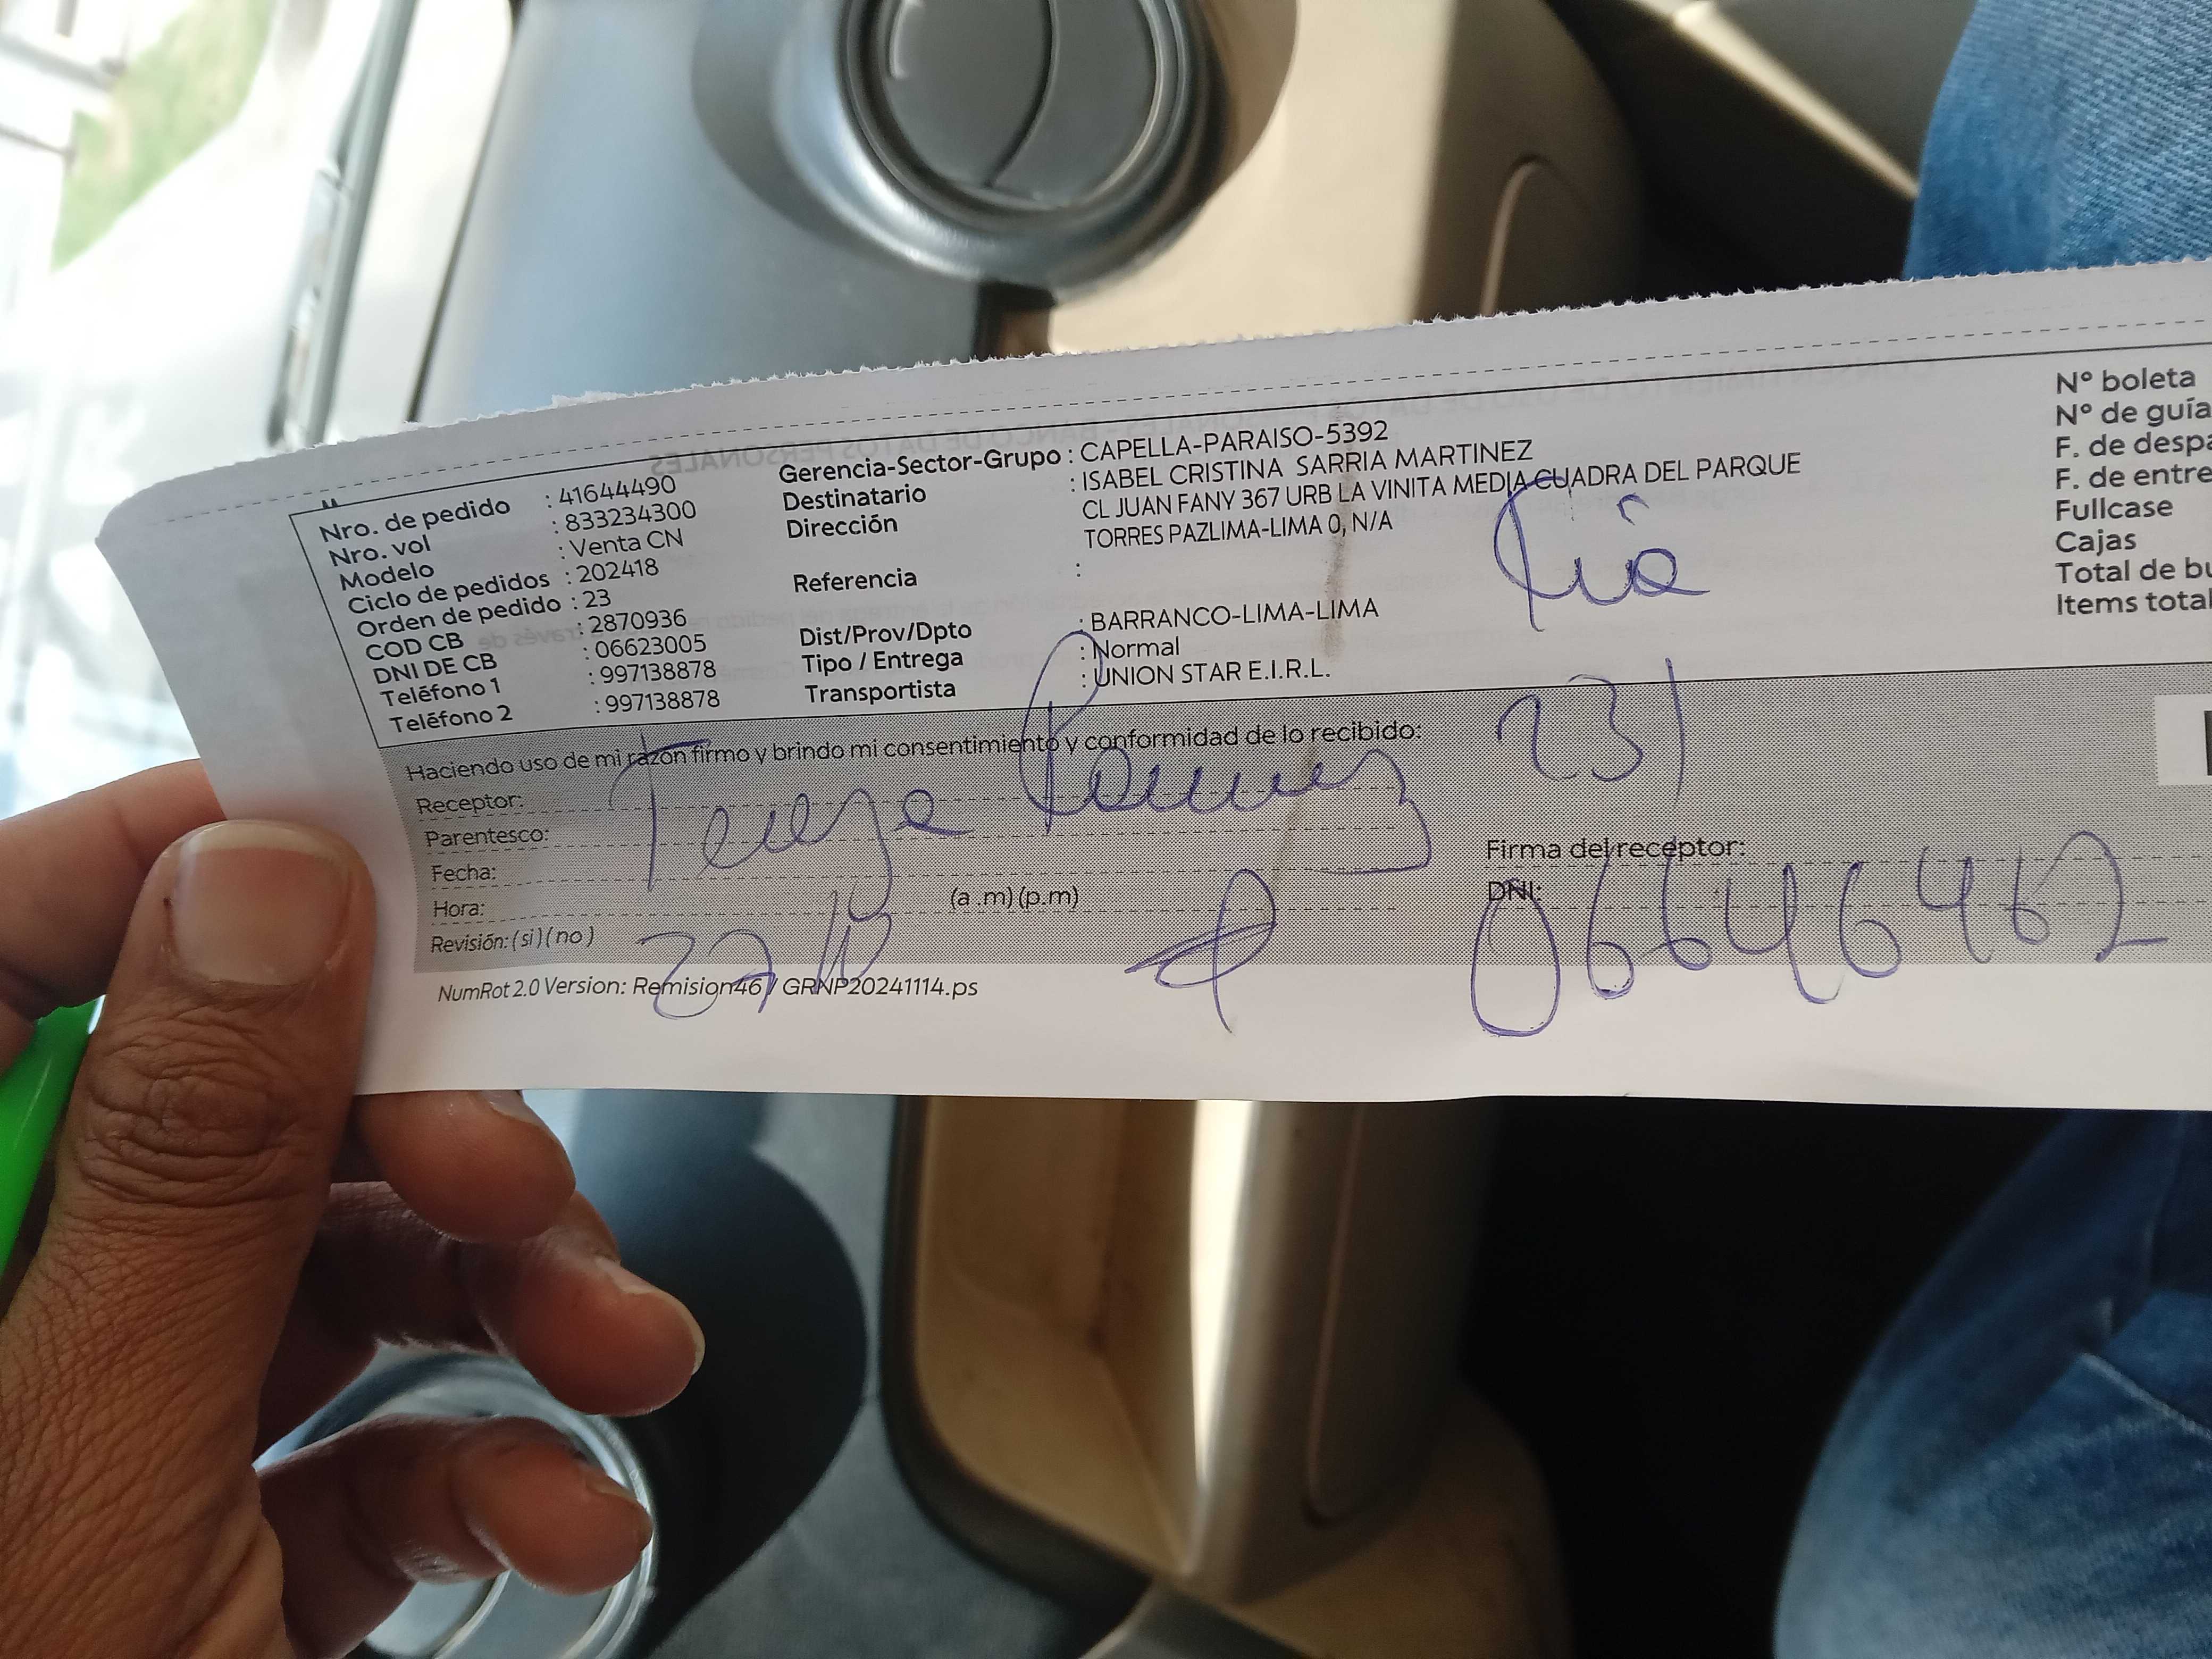 Nro. de pedido : 41644490
Nro. vol : 833234300
Modelo : Venta CN
Ciclo de pedidos : 202418
Orden de pedido : 23
COD CB : 2870936
DNI DE CB : 06623005
Teléfono 1 : 997138878
Teléfono 2 : 997138878
Gerencia-Sector-Grupo : CAPELLA-PARAISO-5392
Destinatario : ISABEL CRISTINA SARRIA MARTINEZ
Dirección CL JUAN FANY 367 URB LA VINITA MEDIA CUADRA DEL PARQUE
TORRES PAZLIMA-LIMA 0, N/A
Referencia :
Dist/Prov/Dpto : BARRANCO-LIMA-LIMA
Tipo / Entrega : Normal
Transportista : UNION STAR E.I.R.L.
Nº boleta
Nº de guía
F. de despa
F. de entre
Fullcase
Cajas
Total de bu
Items total
Tia
Haciendo uso de mi razón firmo y brindo mi consentimiento y conformidad de lo recibido:
231
Receptor: Tereza
Parentesco:
Fecha:
Hora: (a .m)(p.m)
Revisión: (si)(no)
Firma del receptor:
DNI: 06646462
NumRot 2.0 Version: Remision46 / GRNP20241114.ps